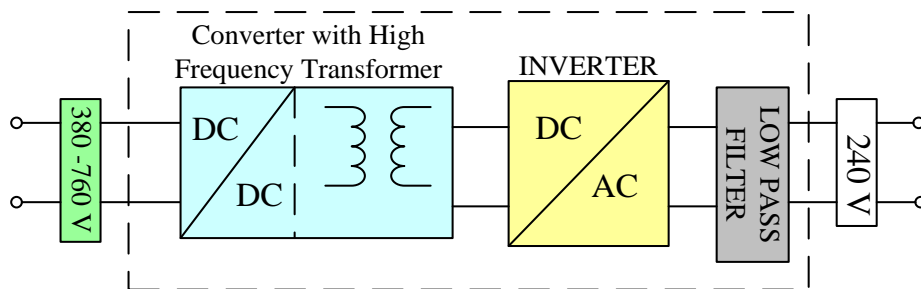 Converter with High
Frequency Transformer
INVERTER
380 -760 V
DC
DC
DC
AC
LOW PASS
FILTER
240 V